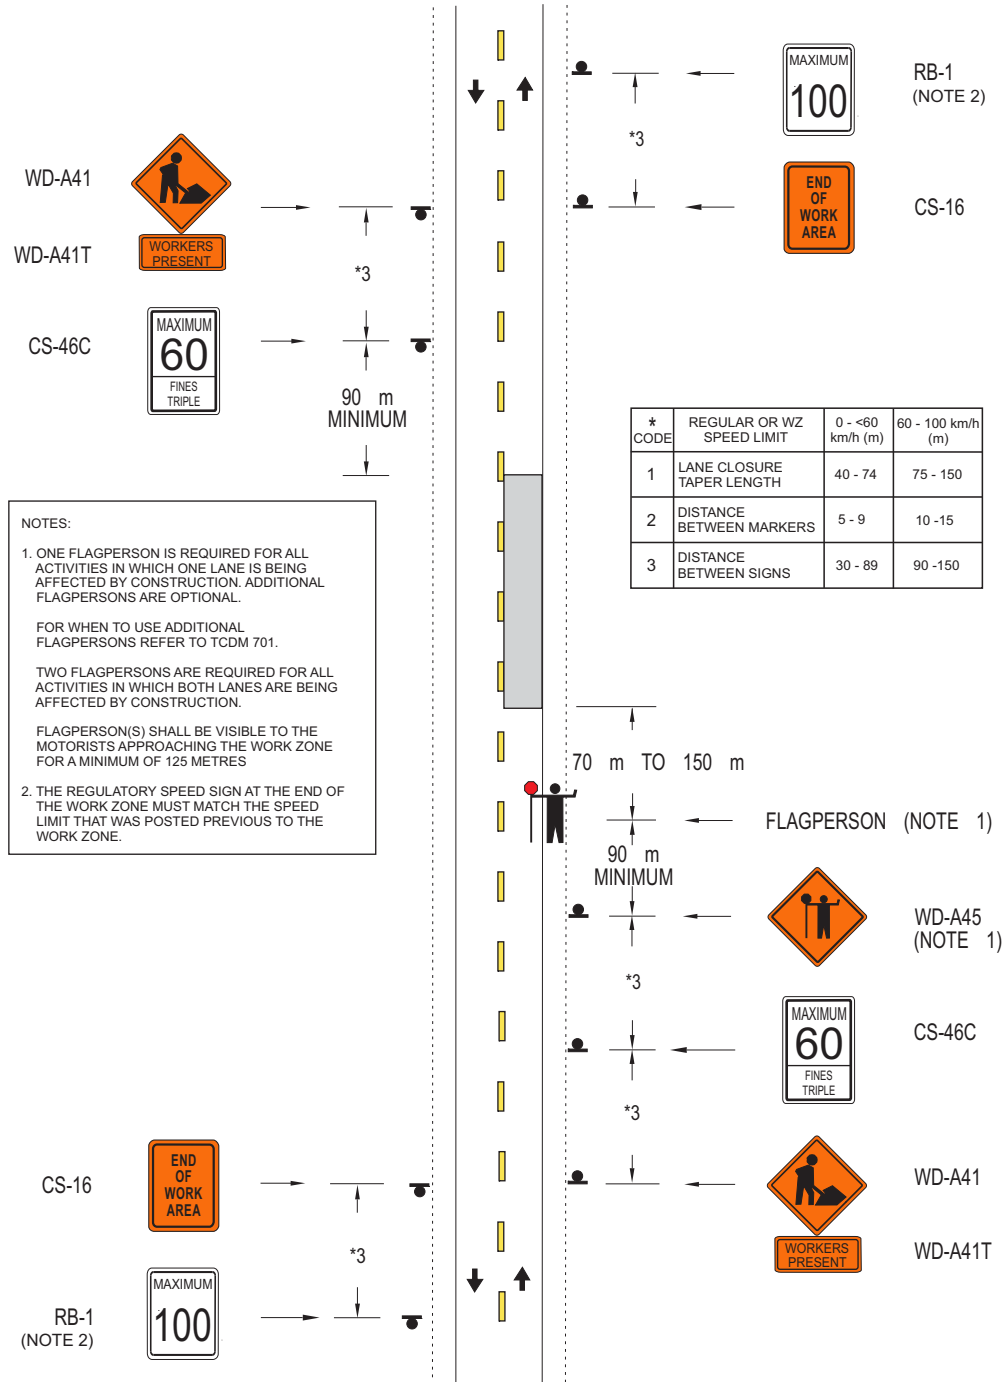 MAXIMUM
100
RB-1
(NOTE 2)
*3
WD-A41
WD-A41T
WORKERS
PRESENT
END
OF
WORK
AREA
CS-16
*3
CS-46C
MAXIMUM
60
FINES
TRIPLE
90 m
MINIMUM
* CODE
REGULAR OR WZ
SPEED LIMIT
0 - <60
km/h (m)
60 - 100 km/h
(m)
1
LANE CLOSURE
TAPER LENGTH
40 - 74
75 - 150
2
DISTANCE
BETWEEN MARKERS
5 - 9
10 -15
3
DISTANCE
BETWEEN SIGNS
30 - 89
90 -150
NOTES:
1. ONE FLAGPERSON IS REQUIRED FOR ALL
ACTIVITIES IN WHICH ONE LANE IS BEING
AFFECTED BY CONSTRUCTION. ADDITIONAL
FLAGPERSONS ARE OPTIONAL.
FOR WHEN TO USE ADDITIONAL
FLAGPERSONS REFER TO TCDM 701.
TWO FLAGPERSONS ARE REQUIRED FOR ALL
ACTIVITIES IN WHICH BOTH LANES ARE BEING
AFFECTED BY CONSTRUCTION.
FLAGPERSON(S) SHALL BE VISIBLE TO THE
MOTORISTS APPROACHING THE WORK ZONE
FOR A MINIMUM OF 125 METRES
2. THE REGULATORY SPEED SIGN AT THE END OF
THE WORK ZONE MUST MATCH THE SPEED
LIMIT THAT WAS POSTED PREVIOUS TO THE
WORK ZONE.
70 m TO 150 m
FLAGPERSON (NOTE 1)
90 m
MINIMUM
WD-A45
(NOTE 1)
*3
MAXIMUM
60
FINES
TRIPLE
CS-46C
*3
CS-16
END
OF
WORK
AREA
WD-A41
WORKERS
PRESENT
WD-A41T
*3
RB-1
(NOTE 2)
MAXIMUM
100